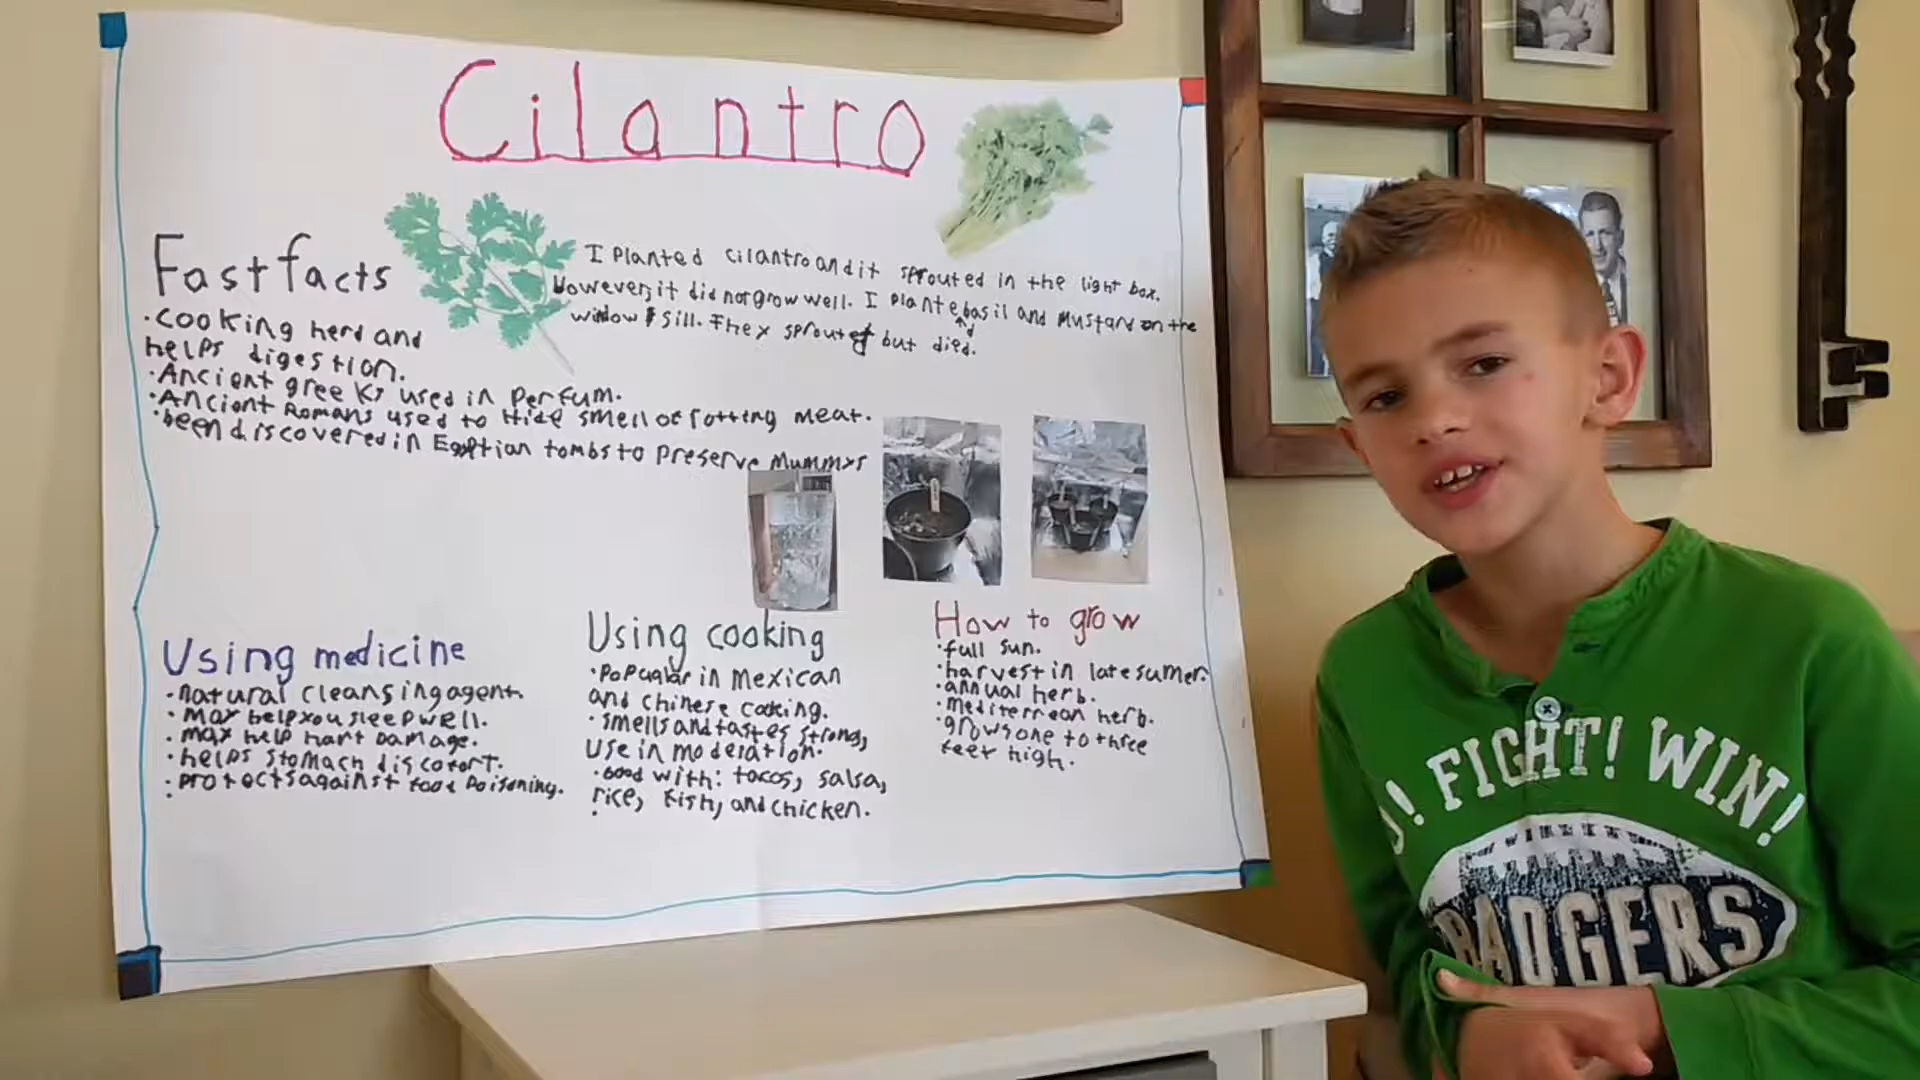 Cilantro
Fast facts
·cooking herd and
helps digestion.
·Ancient greeks used in perfum.
·Ancient Romans used to Hide smell of rotting meat.
·been discovered in Egptian tombs to preserve Mummys
I Planted cilantro and it sprouted in the light box.
However, it did not grow well. I planted basil and mustard on the
window sill. They sprouted but died.
Using medicine
·natural cleansing agent.
·may help you sleep well.
·may help hart Damage.
·helps stomach discofort.
·protects against food Poisoning.
Using cooking
·Popualar in Mexican
and chinese cooking.
·smells and tastes strong,
use in moderation.
·Good with: tacos, salsa,
rice, fish, and chicken.
How to grow
·full sun.
·harvest in late sumer.
·annual herb.
·mediterrean herb.
·grows one to three
feet high.
FIGHT! WIN!
BADGERS